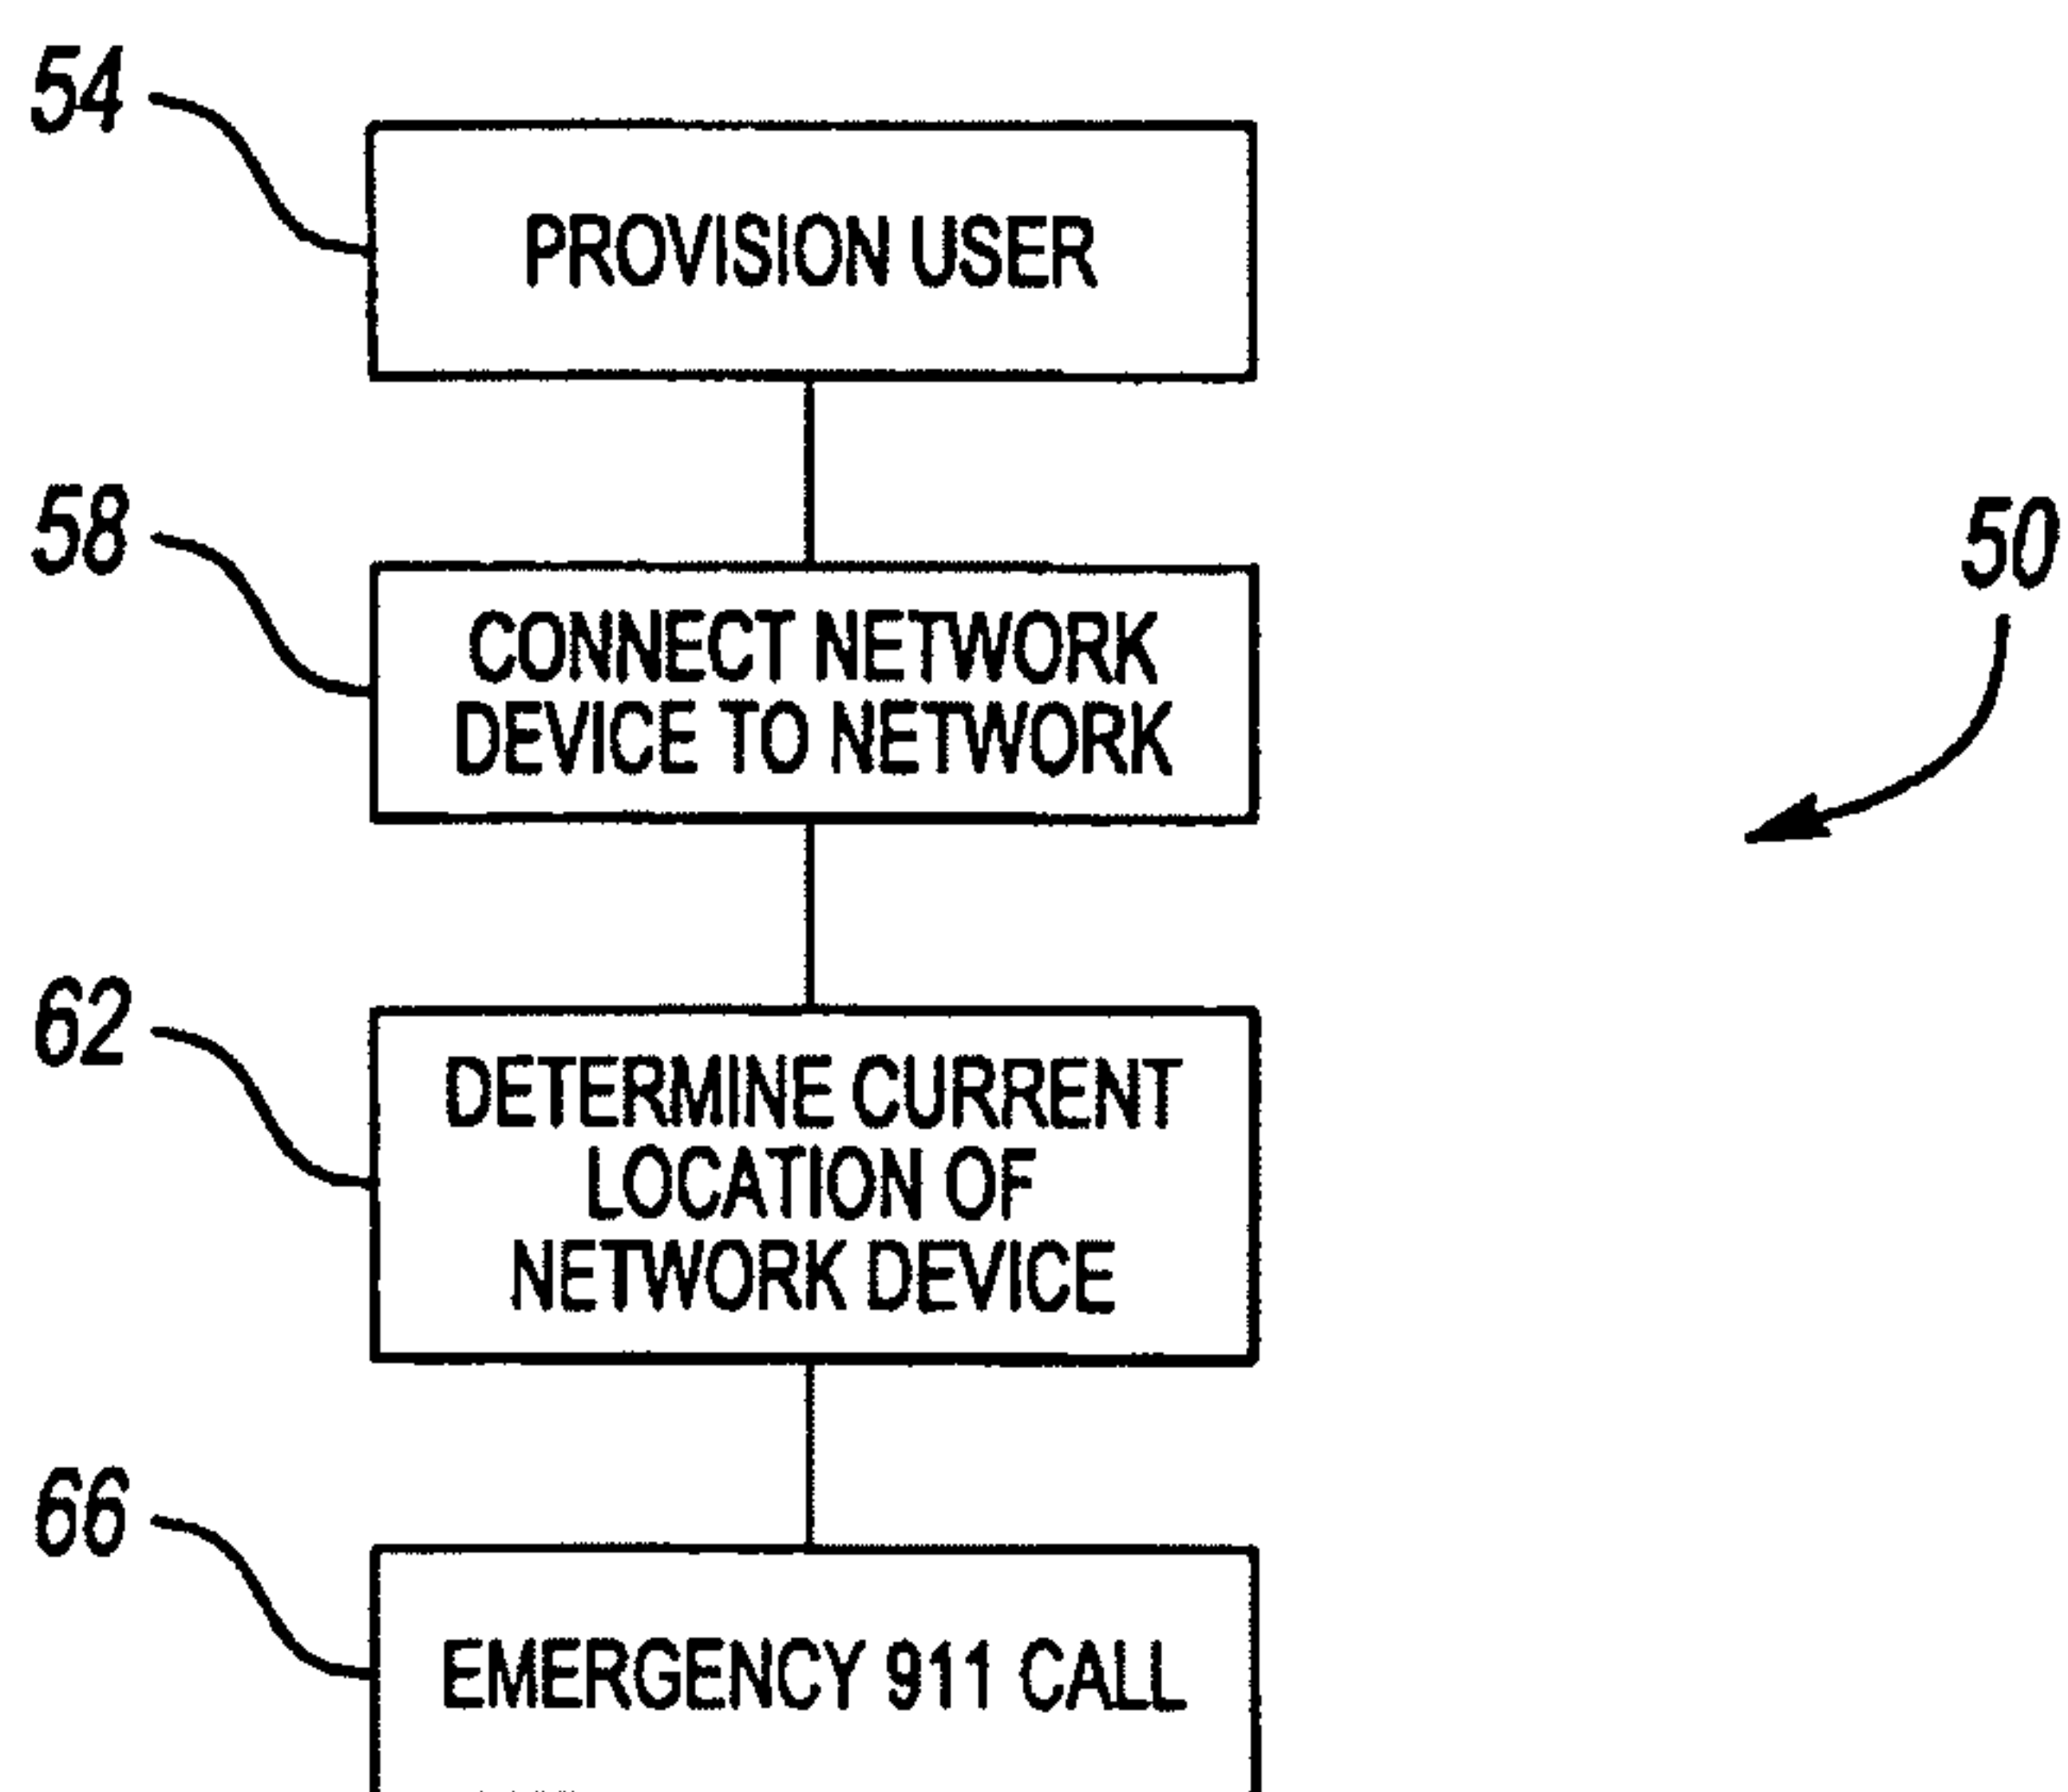 54
PROVISION USER
58
CONNECT NETWORK
DEVICE TO NETWORK
50
62
DETERMINE CURRENT
LOCATION OF
NETWORK DEVICE
66
EMERGENCY 911 CALL